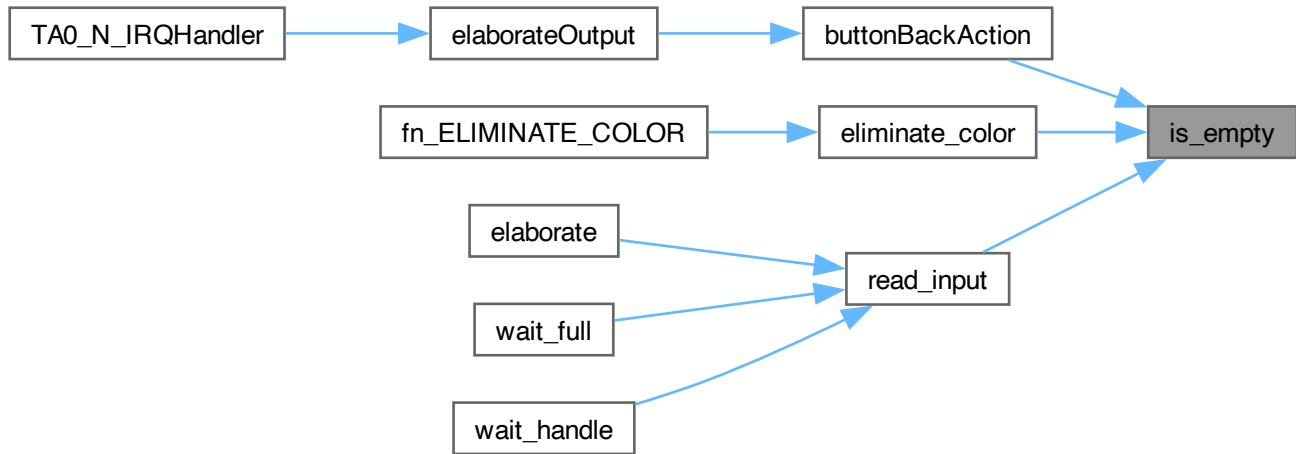 TA0_N_IRQHandler
elaborateOutput
buttonBackAction
fn_ELIMINATE_COLOR
eliminate_color
is_empty
elaborate
read_input
wait_full
wait_handle